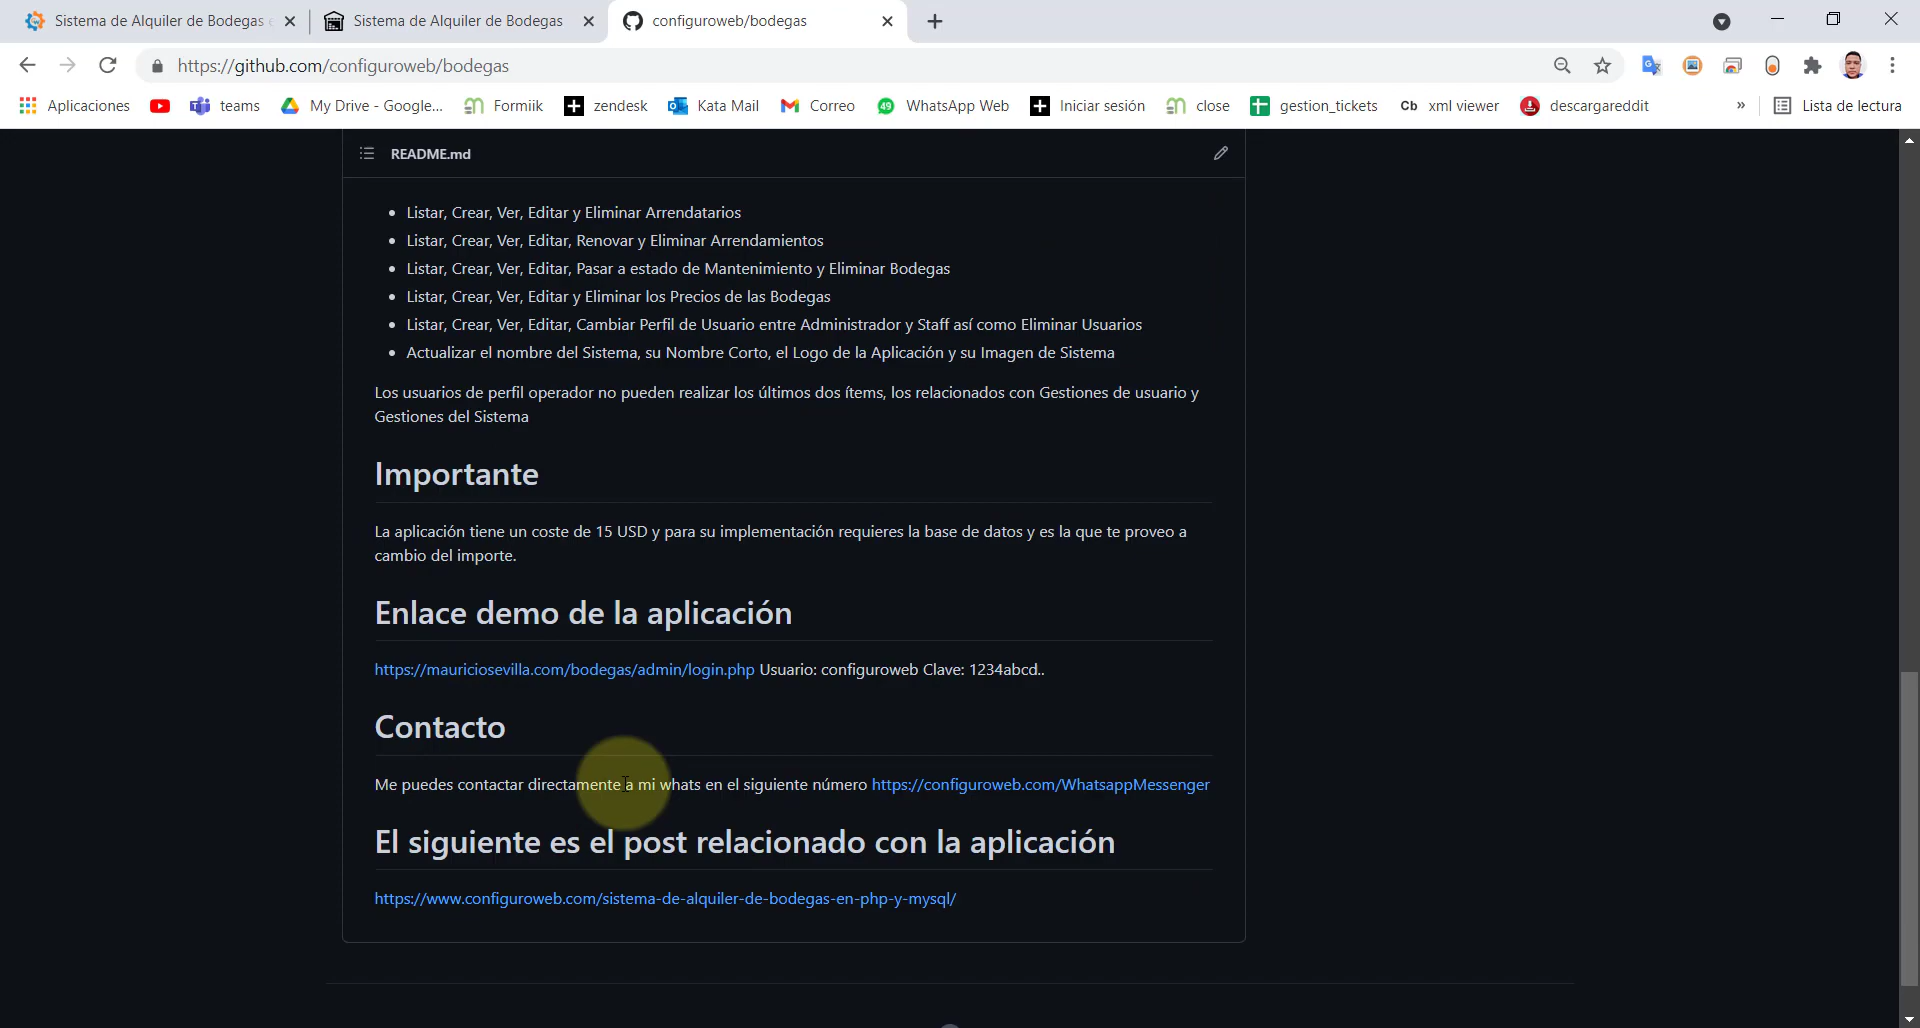 Sistema de Alquiler de Bodegas e
Sistema de Alquiler de Bodegas
configuroweb/bodegas
https://github.com/configuroweb/bodegas
Aplicaciones
teams
My Drive - Google...
Formiik
zendesk
Kata Mail
Correo
49
WhatsApp Web
Iniciar sesión
close
gestion_tickets
Cb
xml viewer
descargareddit
»
Lista de lectura
README.md
• Listar, Crear, Ver, Editar y Eliminar Arrendatarios
• Listar, Crear, Ver, Editar, Renovar y Eliminar Arrendamientos
• Listar, Crear, Ver, Editar, Pasar a estado de Mantenimiento y Eliminar Bodegas
• Listar, Crear, Ver, Editar y Eliminar los Precios de las Bodegas
• Listar, Crear, Ver, Editar, Cambiar Perfil de Usuario entre Administrador y Staff así como Eliminar Usuarios
• Actualizar el nombre del Sistema, su Nombre Corto, el Logo de la Aplicación y su Imagen de Sistema
Los usuarios de perfil operador no pueden realizar los últimos dos ítems, los relacionados con Gestiones de usuario y
Gestiones del Sistema
Importante
La aplicación tiene un coste de 15 USD y para su implementación requieres la base de datos y es la que te proveo a
cambio del importe.
Enlace demo de la aplicación
https://mauriciosevilla.com/bodegas/admin/login.php Usuario: configuroweb Clave: 1234abcd..
Contacto
Me puedes contactar directamente a mi whats en el siguiente número https://configuroweb.com/WhatsappMessenger
El siguiente es el post relacionado con la aplicación
https://www.configuroweb.com/sistema-de-alquiler-de-bodegas-en-php-y-mysql/